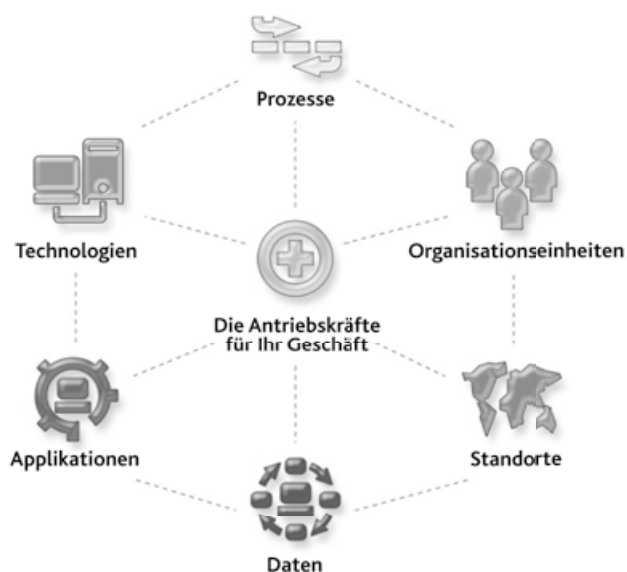 Prozesse
Technologien
Organisationseinheiten
Die Antriebskräfte
für Ihr Geschäft
Applikationen
Standorte
Daten